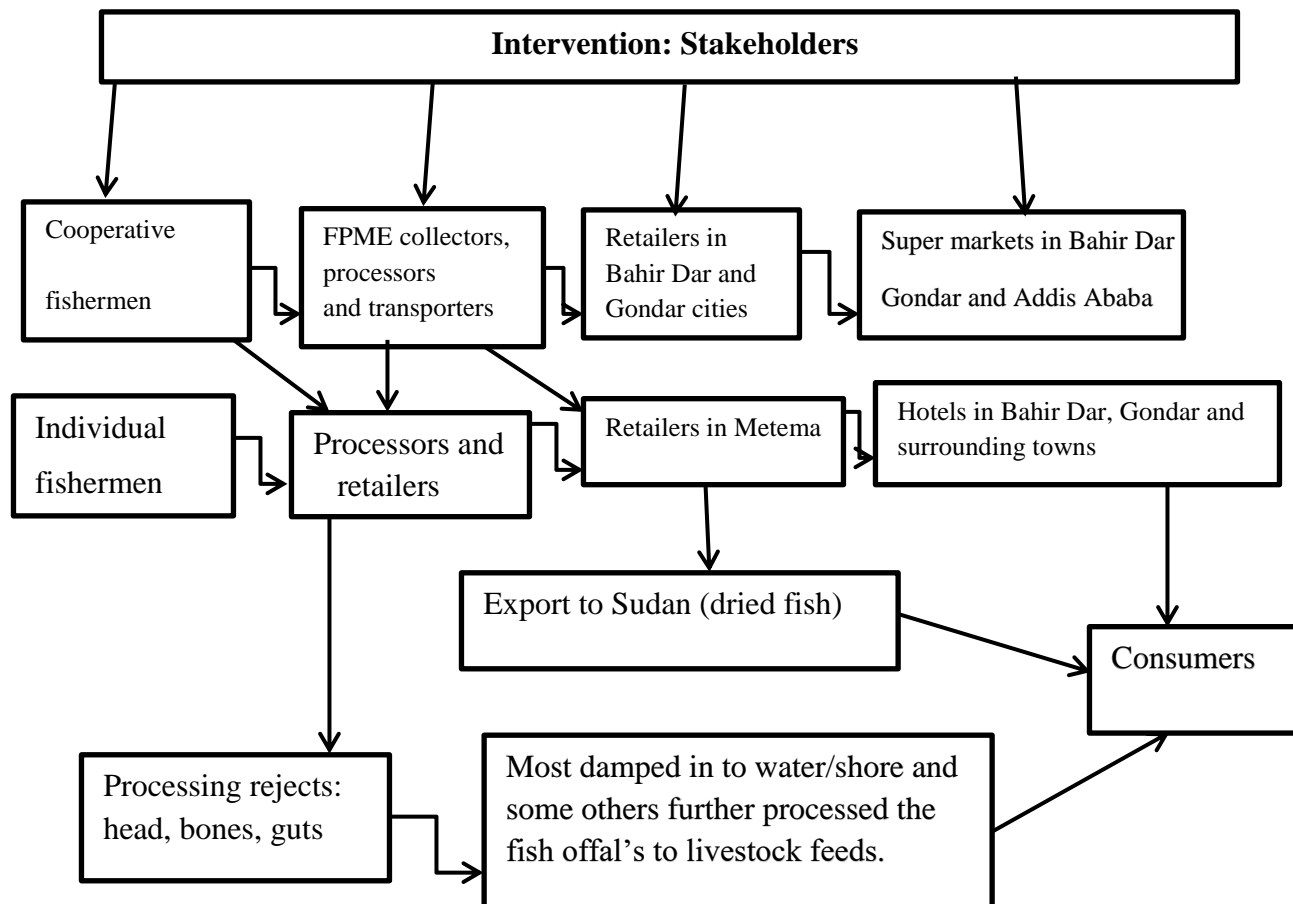 Intervention: Stakeholders
Cooperative
fishermen
FPME collectors,
processors
and transporters
Retailers in
Bahir Dar and
Gondar cities
Super markets in Bahir Dar
Gondar and Addis Ababa
Individual
fishermen
Processors and
retailers
Retailers in Metema
Hotels in Bahir Dar, Gondar and
surrounding towns
Export to Sudan (dried fish)
Consumers
Processing rejects:
head, bones, guts
Most damped in to water/shore and
some others further processed the
fish offal’s to livestock feeds.